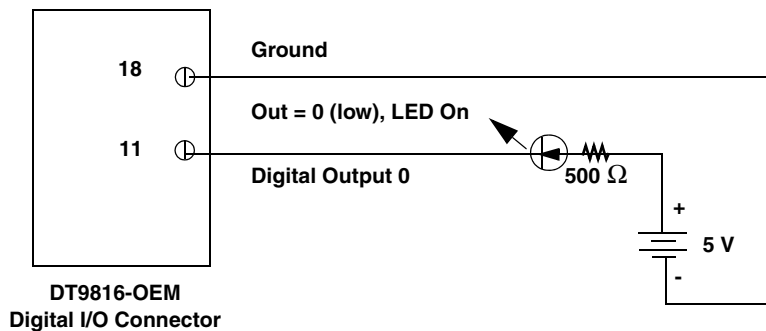 Ground
18
Out = 0 (low), LED On
11
Digital Output 0
500 Ω
+
5 V
-
DT9816-OEM
Digital I/O Connector